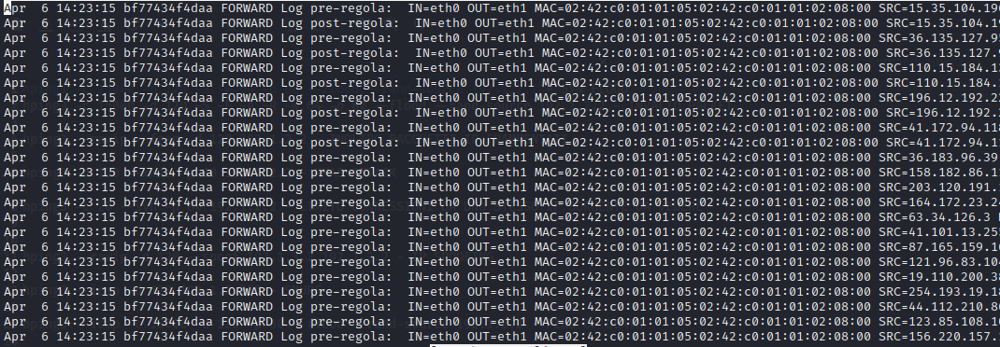 Apr  6 14:23:15 bf77434f4daa FORWARD Log pre-regola:  IN=eth0 OUT=eth1 MAC=02:42:c0:01:01:05:02:42:c0:01:01:02:08:00 SRC=15.35.104.196
Apr  6 14:23:15 bf77434f4daa FORWARD Log post-regola:  IN=eth0 OUT=eth1 MAC=02:42:c0:01:01:05:02:42:c0:01:01:02:08:00 SRC=15.35.104.19
Apr  6 14:23:15 bf77434f4daa FORWARD Log pre-regola:  IN=eth0 OUT=eth1 MAC=02:42:c0:01:01:05:02:42:c0:01:01:02:08:00 SRC=36.135.127.95
Apr  6 14:23:15 bf77434f4daa FORWARD Log post-regola:  IN=eth0 OUT=eth1 MAC=02:42:c0:01:01:05:02:42:c0:01:01:02:08:00 SRC=36.135.127.9
Apr  6 14:23:15 bf77434f4daa FORWARD Log pre-regola:  IN=eth0 OUT=eth1 MAC=02:42:c0:01:01:05:02:42:c0:01:01:02:08:00 SRC=110.15.184.1
Apr  6 14:23:15 bf77434f4daa FORWARD Log post-regola:  IN=eth0 OUT=eth1 MAC=02:42:c0:01:01:05:02:42:c0:01:01:02:08:00 SRC=110.15.184.
Apr  6 14:23:15 bf77434f4daa FORWARD Log pre-regola:  IN=eth0 OUT=eth1 MAC=02:42:c0:01:01:05:02:42:c0:01:01:02:08:00 SRC=196.12.192.2
Apr  6 14:23:15 bf77434f4daa FORWARD Log post-regola:  IN=eth0 OUT=eth1 MAC=02:42:c0:01:01:05:02:42:c0:01:01:02:08:00 SRC=196.12.192.
Apr  6 14:23:15 bf77434f4daa FORWARD Log pre-regola:  IN=eth0 OUT=eth1 MAC=02:42:c0:01:01:05:02:42:c0:01:01:02:08:00 SRC=41.172.94.118
Apr  6 14:23:15 bf77434f4daa FORWARD Log post-regola:  IN=eth0 OUT=eth1 MAC=02:42:c0:01:01:05:02:42:c0:01:01:02:08:00 SRC=41.172.94.11
Apr  6 14:23:15 bf77434f4daa FORWARD Log pre-regola:  IN=eth0 OUT=eth1 MAC=02:42:c0:01:01:05:02:42:c0:01:01:02:08:00 SRC=36.183.96.39
Apr  6 14:23:15 bf77434f4daa FORWARD Log pre-regola:  IN=eth0 OUT=eth1 MAC=02:42:c0:01:01:05:02:42:c0:01:01:02:08:00 SRC=158.182.86.1
Apr  6 14:23:15 bf77434f4daa FORWARD Log pre-regola:  IN=eth0 OUT=eth1 MAC=02:42:c0:01:01:05:02:42:c0:01:01:02:08:00 SRC=203.120.191.
Apr  6 14:23:15 bf77434f4daa FORWARD Log pre-regola:  IN=eth0 OUT=eth1 MAC=02:42:c0:01:01:05:02:42:c0:01:01:02:08:00 SRC=164.172.23.2
Apr  6 14:23:15 bf77434f4daa FORWARD Log pre-regola:  IN=eth0 OUT=eth1 MAC=02:42:c0:01:01:05:02:42:c0:01:01:02:08:00 SRC=63.34.126.3
Apr  6 14:23:15 bf77434f4daa FORWARD Log pre-regola:  IN=eth0 OUT=eth1 MAC=02:42:c0:01:01:05:02:42:c0:01:01:02:08:00 SRC=41.101.13.255
Apr  6 14:23:15 bf77434f4daa FORWARD Log pre-regola:  IN=eth0 OUT=eth1 MAC=02:42:c0:01:01:05:02:42:c0:01:01:02:08:00 SRC=87.165.159.1
Apr  6 14:23:15 bf77434f4daa FORWARD Log pre-regola:  IN=eth0 OUT=eth1 MAC=02:42:c0:01:01:05:02:42:c0:01:01:02:08:00 SRC=121.96.83.104
Apr  6 14:23:15 bf77434f4daa FORWARD Log pre-regola:  IN=eth0 OUT=eth1 MAC=02:42:c0:01:01:05:02:42:c0:01:01:02:08:00 SRC=19.110.200.38
Apr  6 14:23:15 bf77434f4daa FORWARD Log pre-regola:  IN=eth0 OUT=eth1 MAC=02:42:c0:01:01:05:02:42:c0:01:01:02:08:00 SRC=254.193.19.18
Apr  6 14:23:15 bf77434f4daa FORWARD Log pre-regola:  IN=eth0 OUT=eth1 MAC=02:42:c0:01:01:05:02:42:c0:01:01:02:08:00 SRC=44.112.210.8
Apr  6 14:23:15 bf77434f4daa FORWARD Log pre-regola:  IN=eth0 OUT=eth1 MAC=02:42:c0:01:01:05:02:42:c0:01:01:02:08:00 SRC=123.85.108.1
Apr  6 14:23:15 bf77434f4daa FORWARD Log pre-regola:  IN=eth0 OUT=eth1 MAC=02:42:c0:01:01:05:02:42:c0:01:01:02:08:00 SRC=156.220.157.